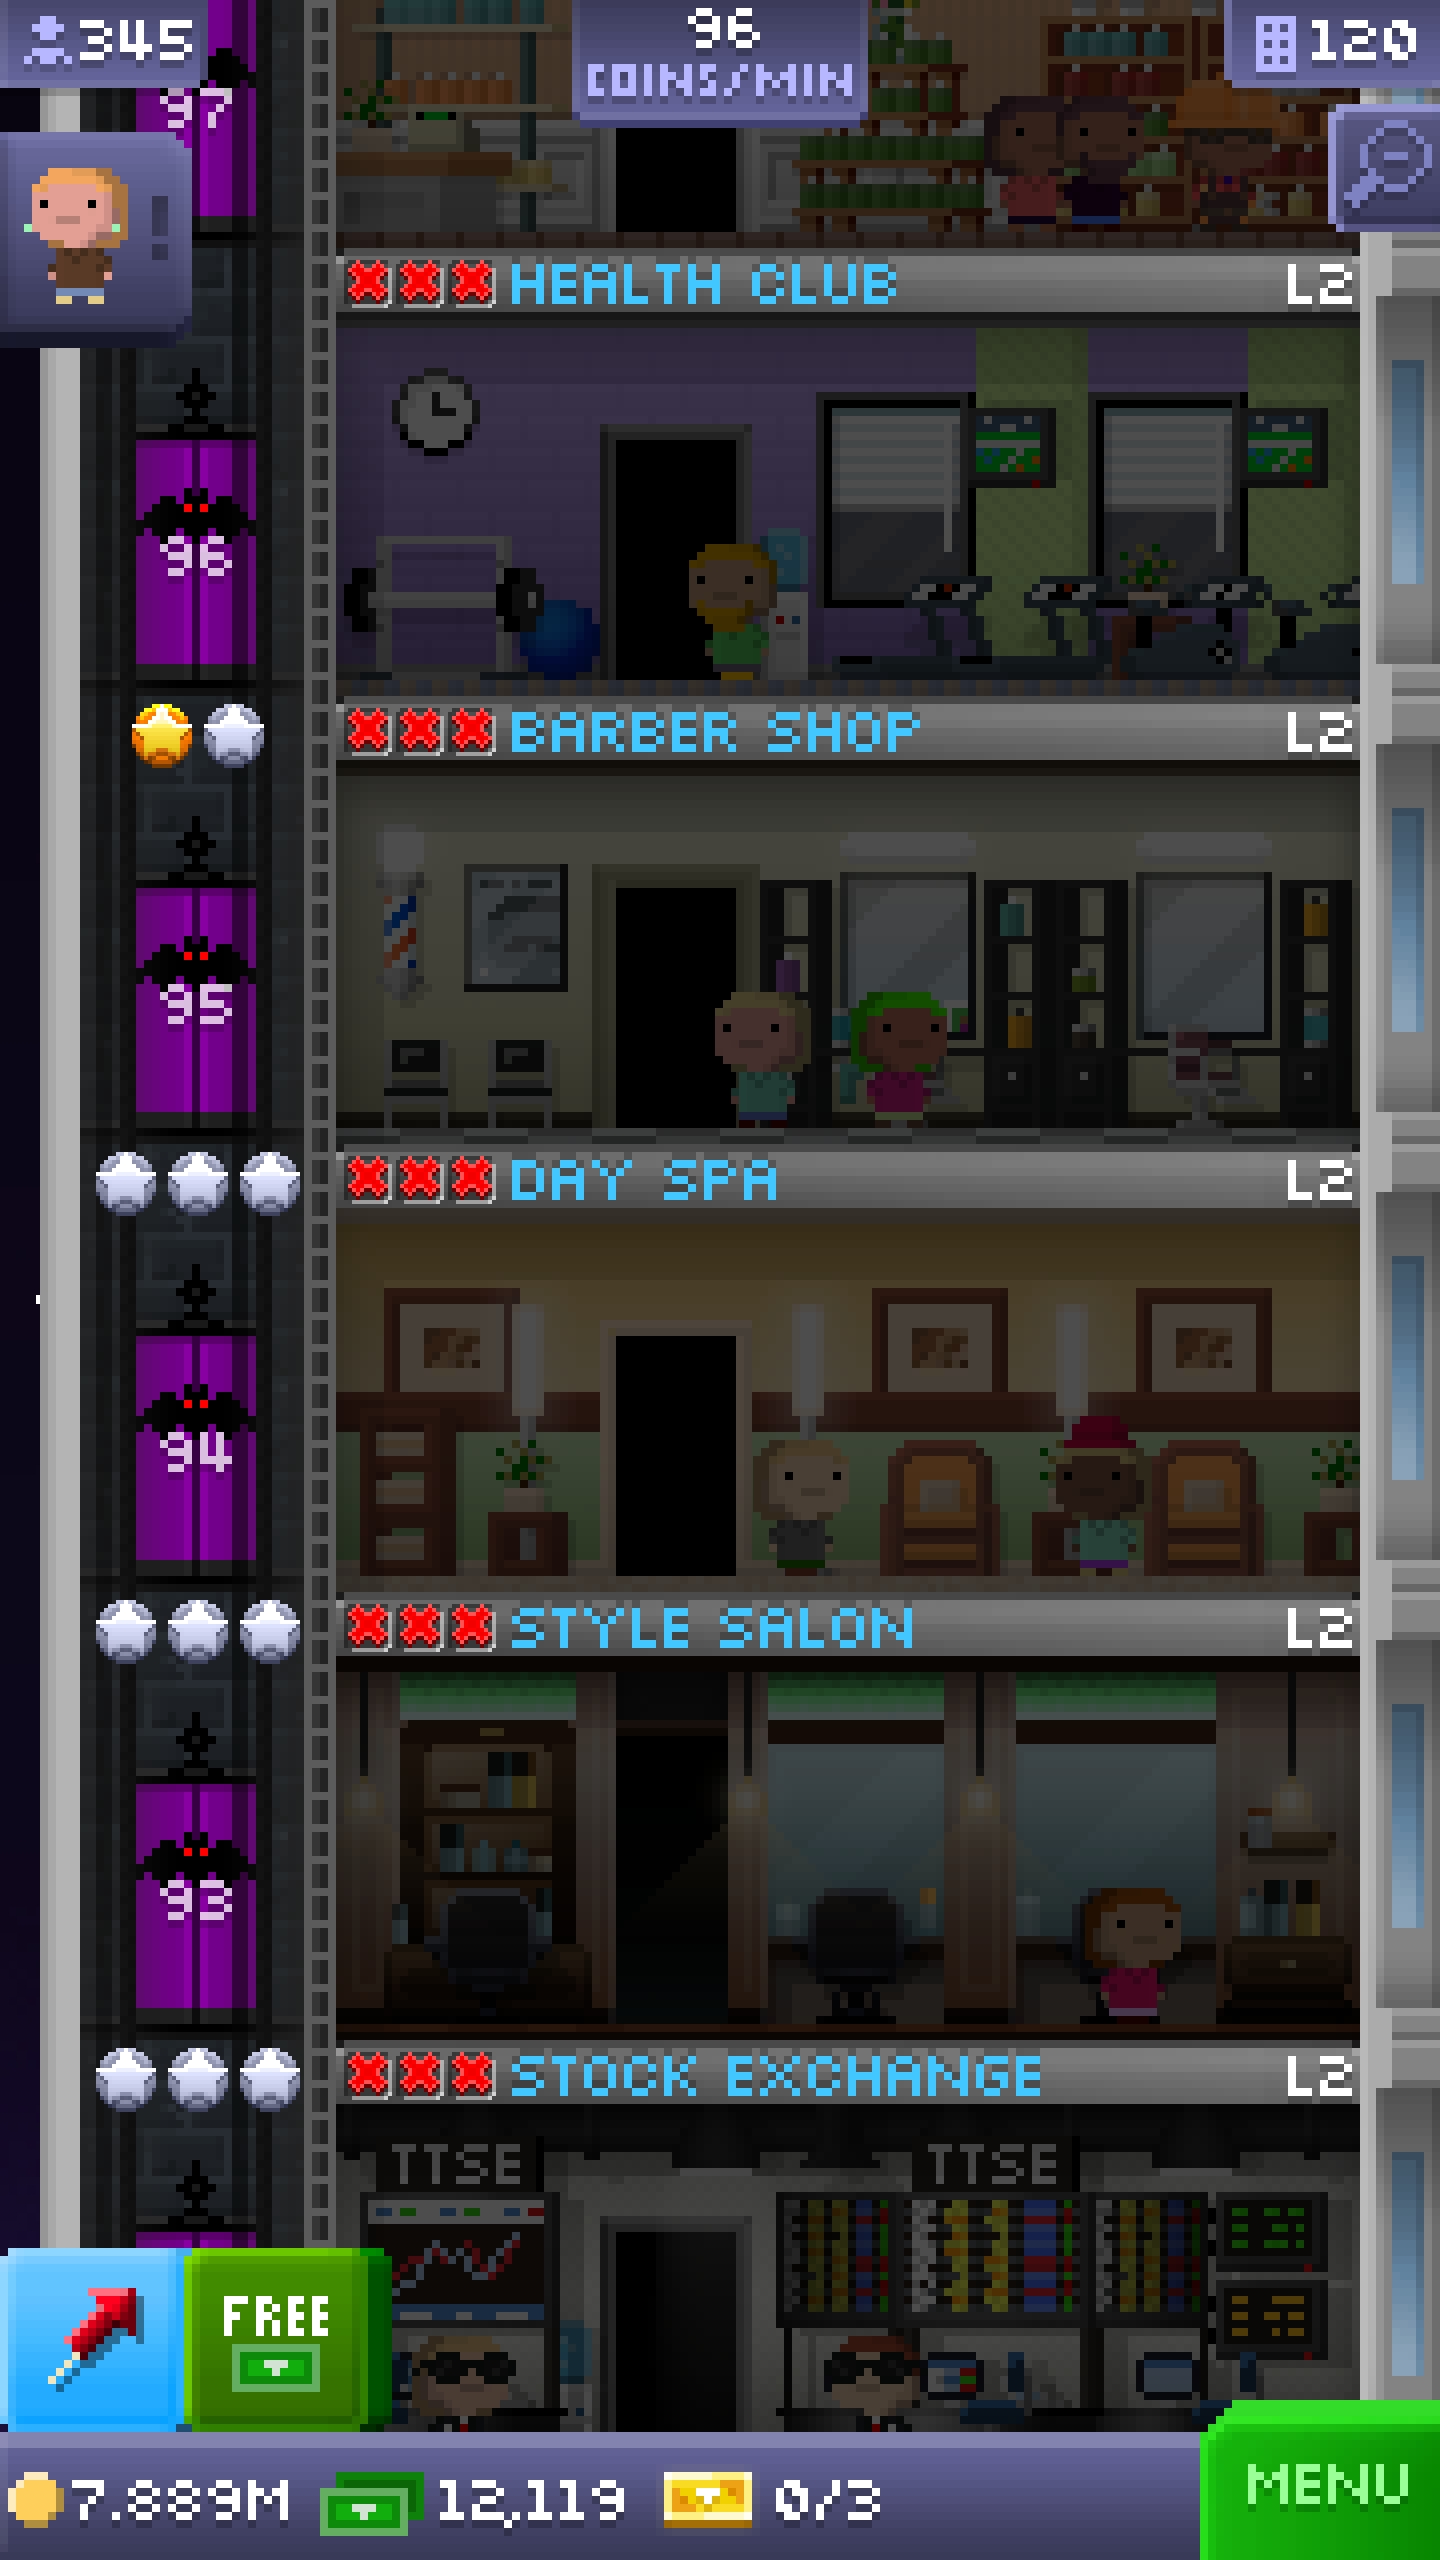 345
96
COINS/MIN
120
97
HEALTH CLUB L2
96
BARBER SHOP L2
95
DAY SPA L2
94
STYLE SALON L2
93
STOCK EXCHANGE L2
TTSE TTSE
FREE
7.889M 12,119 0/3
MENU